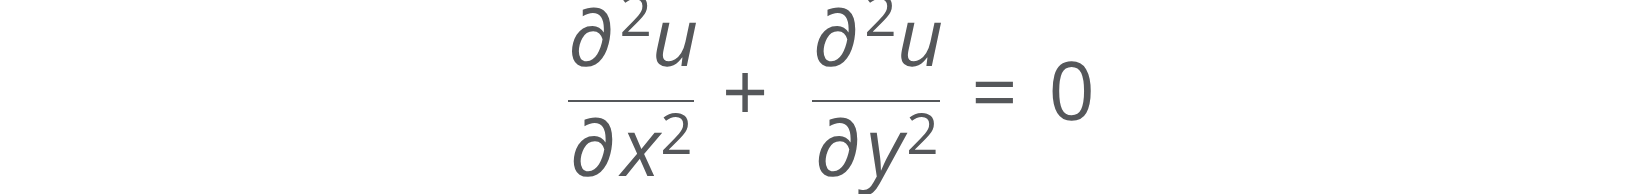 ∂²u/∂x² + ∂²u/∂y² = 0